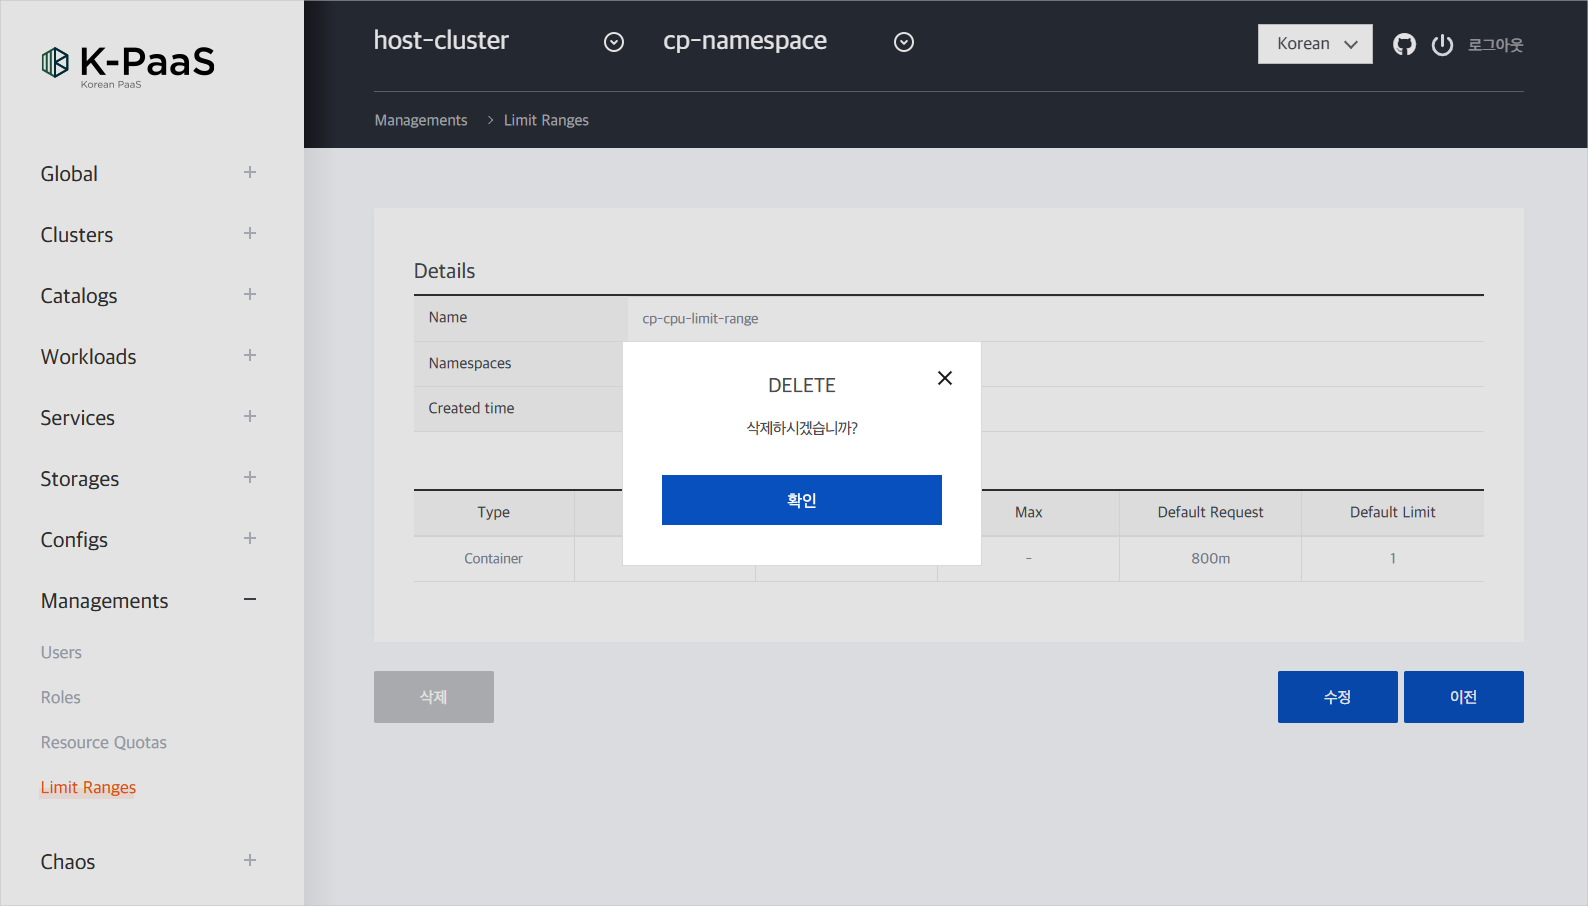 K-PaaS
Korean PaaS
host-cluster
cp-namespace
Korean
로그아웃
Managements > Limit Ranges
Global
Clusters
Catalogs
Workloads
Services
Storages
Configs
Managements
Users
Roles
Resource Quotas
Limit Ranges
Chaos
Details
Name cp-cpu-limit-range
Namespaces
Created time
DELETE
삭제하시겠습니까?
확인
Type Max Default Request Default Limit
Container - 800m 1
삭제
수정
이전